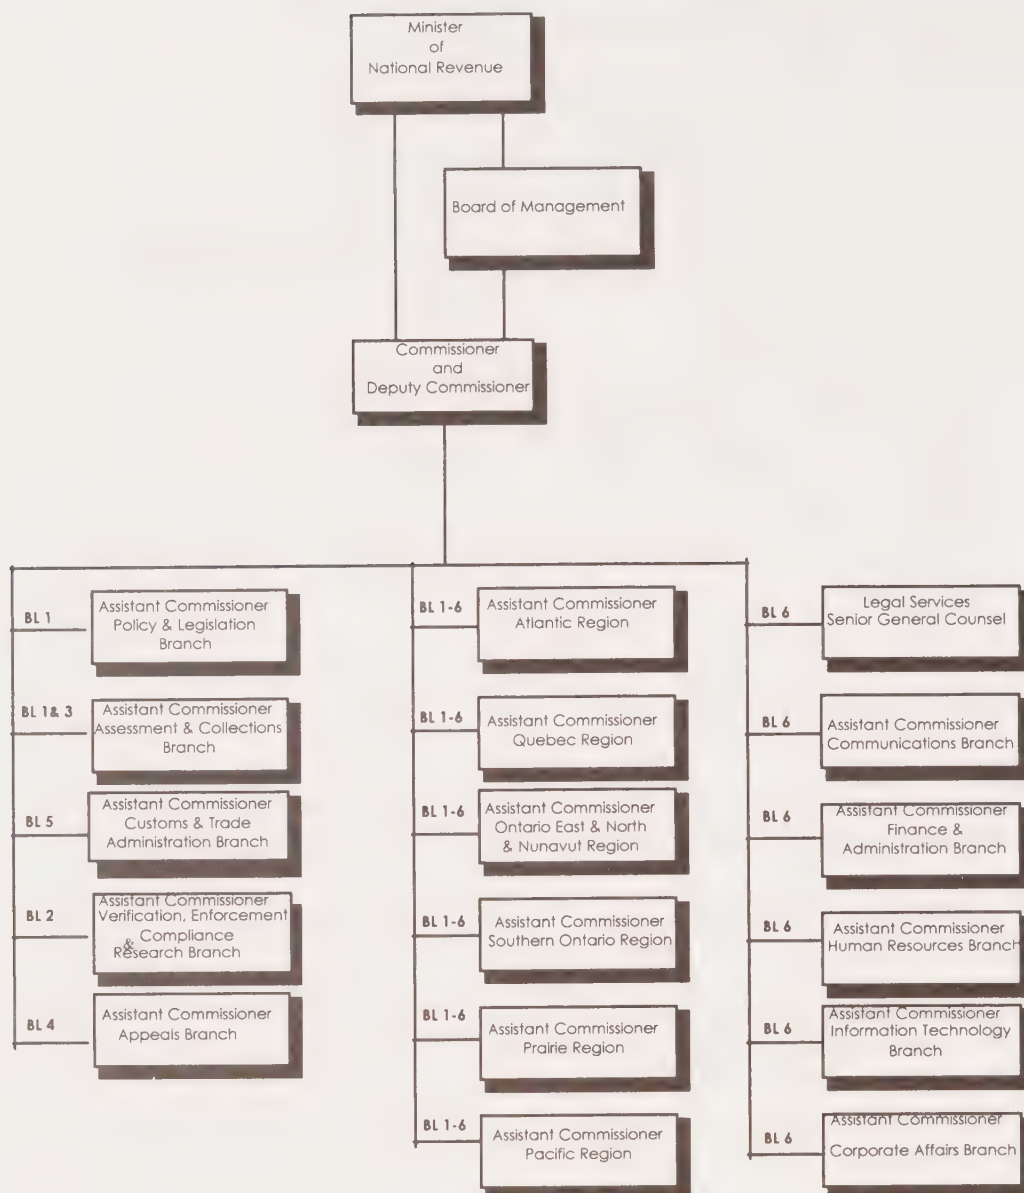 Minister
of
National Revenue
Board of Management
Commissioner
and
Deputy Commissioner
BL 1
Assistant Commissioner
Policy & Legislation
Branch
BL 1& 3
Assistant Commissioner
Assessment & Collections
Branch
BL 5
Assistant Commissioner
Customs & Trade
Administration Branch
BL 2
Assistant Commissioner
Verification, Enforcement
& Compliance
Research Branch
BL 4
Assistant Commissioner
Appeals Branch
BL 1-6
Assistant Commissioner
Atlantic Region
BL 1-6
Assistant Commissioner
Quebec Region
BL 1-6
Assistant Commissioner
Ontario East & North
& Nunavut Region
BL 1-6
Assistant Commissioner
Southern Ontario Region
BL 1-6
Assistant Commissioner
Prairie Region
BL 1-6
Assistant Commissioner
Pacific Region
BL 6
Legal Services
Senior General Counsel
BL 6
Assistant Commissioner
Communications Branch
BL 6
Assistant Commissioner
Finance &
Administration Branch
BL 6
Assistant Commissioner
Human Resources Branch
BL 6
Assistant Commissioner
Information Technology
Branch
BL 6
Assistant Commissioner
Corporate Affairs Branch